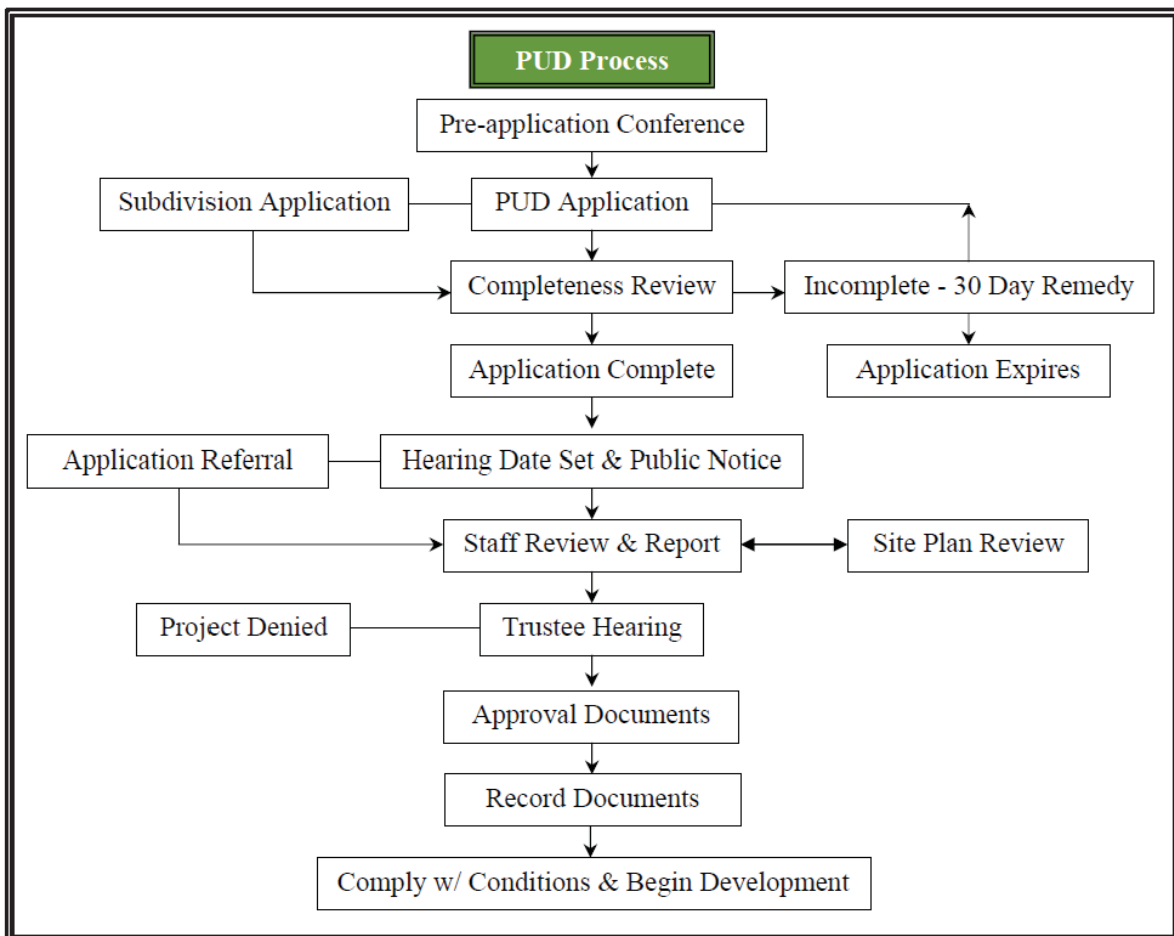 PUD Process
Pre-application Conference
Subdivision Application
PUD Application
Completeness Review
Incomplete - 30 Day Remedy
Application Complete
Application Expires
Application Referral
Hearing Date Set & Public Notice
Staff Review & Report
Site Plan Review
Project Denied
Trustee Hearing
Approval Documents
Record Documents
Comply w/ Conditions & Begin Development